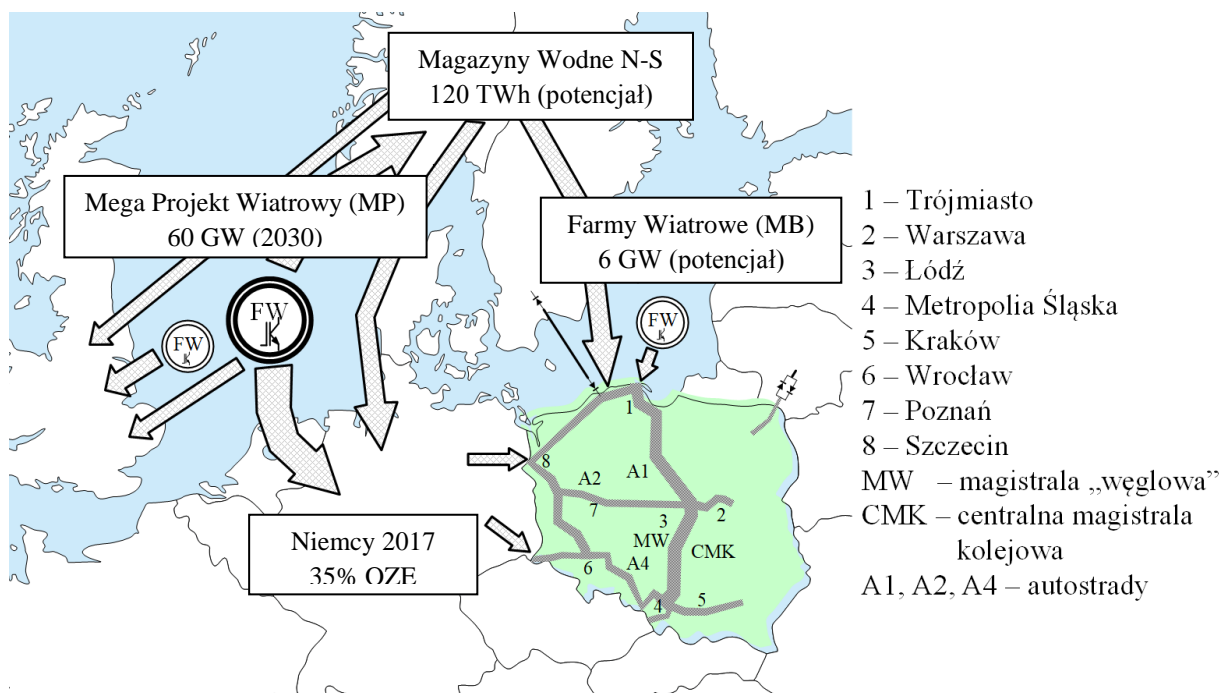 Magazyny Wodne N-S
120 TWh (potencjał)
Mega Projekt Wiatrowy (MP)
60 GW (2030)
Farmy Wiatrowe (MB)
6 GW (potencjał)
FW
FW
FW
1
8
A1
A2
7
3
2
MW
CMK
A4
6
4
5
Niemcy 2017
35% OZE
1 – Trójmiasto
2 – Warszawa
3 – Łódź
4 – Metropolia Śląska
5 – Kraków
6 – Wrocław
7 – Poznań
8 – Szczecin
MW – magistrala „węglowa”
CMK – centralna magistrala
kolejowa
A1, A2, A4 – autostrady